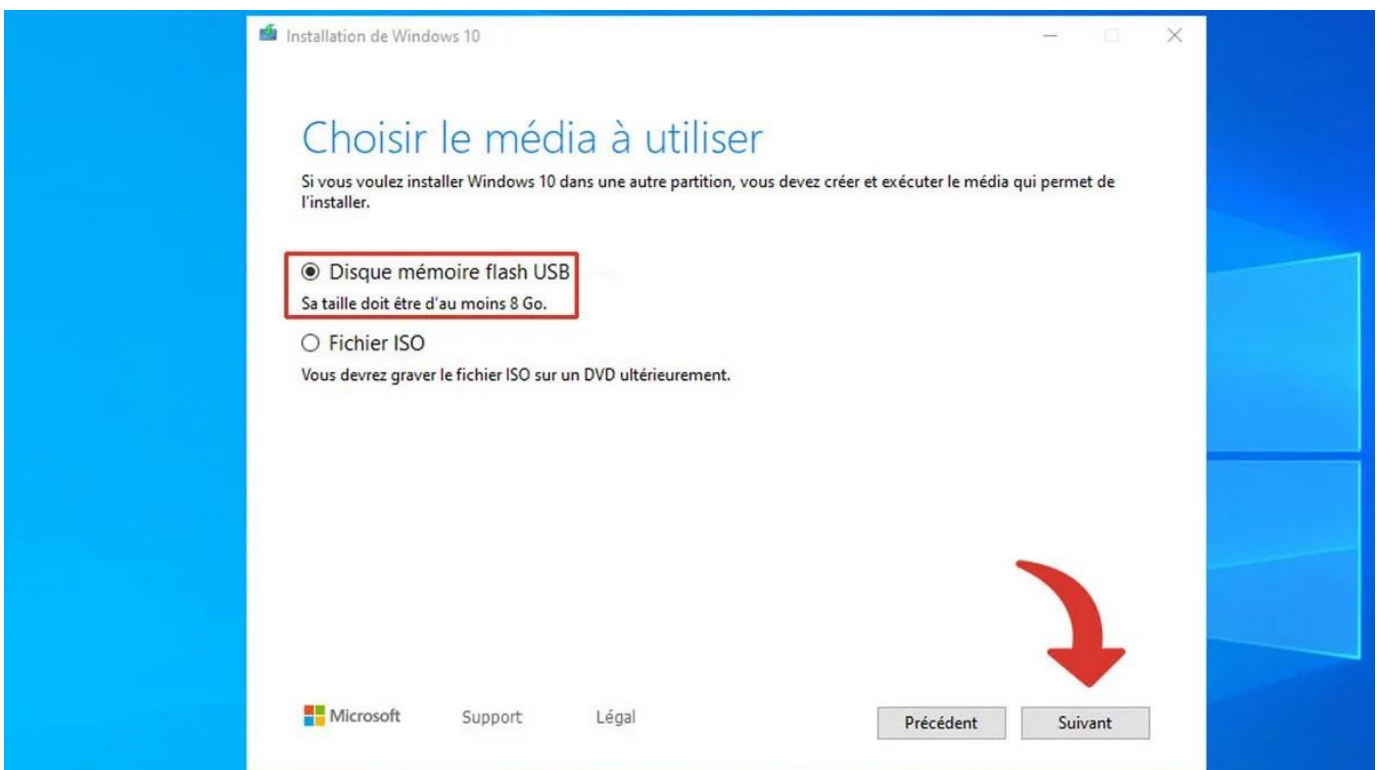 Installation de Windows 10
Choisir le média à utiliser
Si vous voulez installer Windows 10 dans une autre partition, vous devez créer et exécuter le média qui permet de
l'installer.
Disque mémoire flash USB
Sa taille doit être d'au moins 8 Go.
Fichier ISO
Vous devrez graver le fichier ISO sur un DVD ultérieurement.
Microsoft Support Légal Précédent Suivant